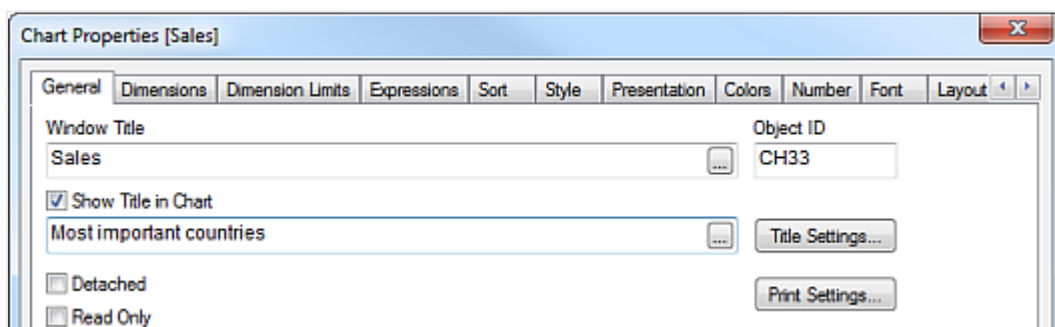 Chart Properties [Sales]
General Dimensions Dimension Limits Expressions Sort Style Presentation Colors Number Font Layout
Window Title Object ID
Sales ... CH33
Show Title in Chart
Most important countries ... Title Settings...
Detached Print Settings...
Read Only